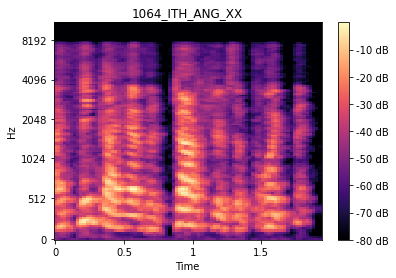 1064_ITH_ANG_XX
8192
4096
2048
1024
512
0
Hz
0
0.5
1
1.5
Time
-10 dB
-20 dB
-30 dB
-40 dB
-50 dB
-60 dB
-70 dB
-80 dB